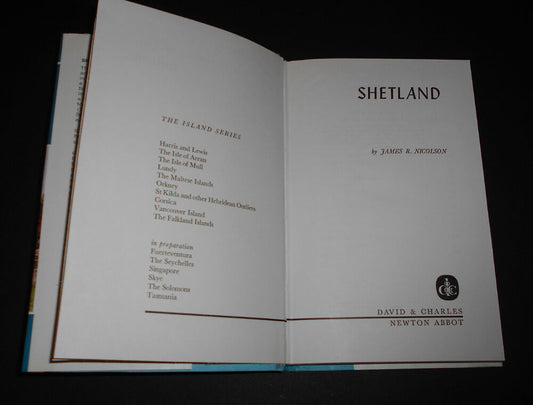 THE ISLAND SERIES
Harris and Lewis
The Isle of Arran
The Isle of Mull
Lundy
The Maltese Islands
Orkney
St Kilda and other Hebridean Outliers
Corsica
Vancouver Island
The Falkland Islands
in preparation
Fuerteventura
The Seychelles
Singapore
Skye
The Solomons
Tasmania
SHETLAND
by JAMES R. NICOLSON
DAVID & CHARLES
NEWTON ABBOT